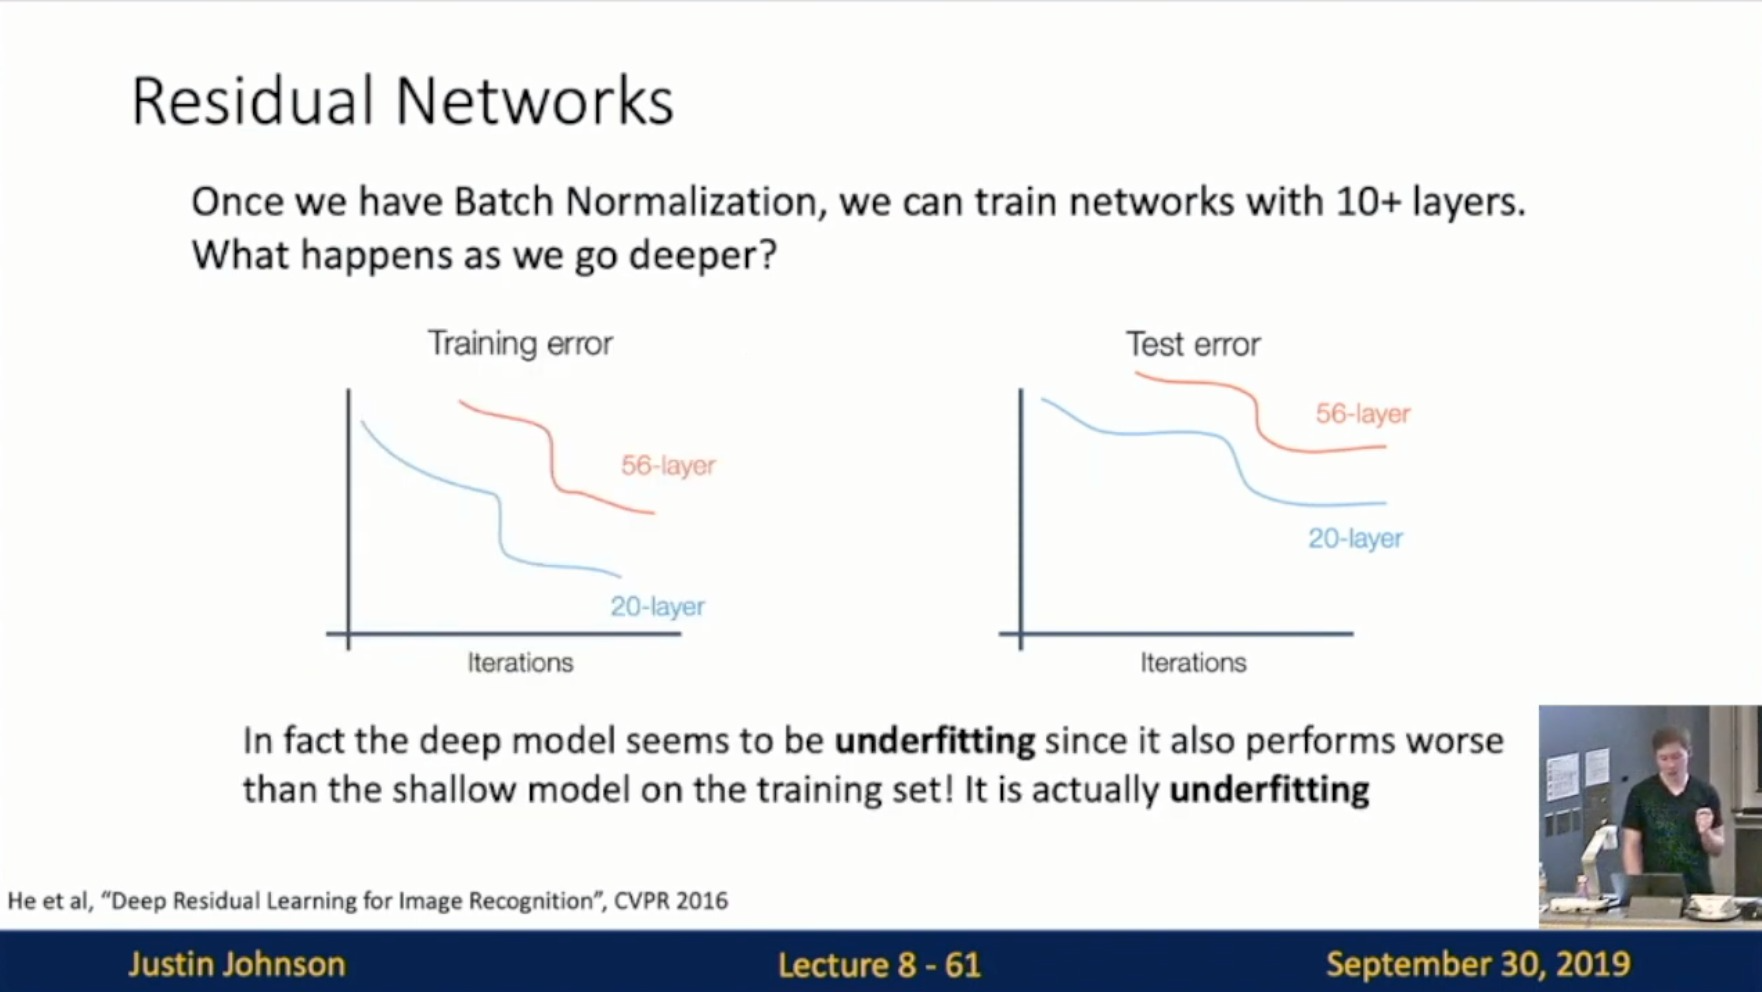 Residual Networks
Once we have Batch Normalization, we can train networks with 10+ layers.
What happens as we go deeper?
Training error
56-layer
20-layer
Iterations
Test error
56-layer
20-layer
Iterations
In fact the deep model seems to be underfitting since it also performs worse
than the shallow model on the training set! It is actually underfitting
He et al, “Deep Residual Learning for Image Recognition”, CVPR 2016
Justin Johnson
Lecture 8 - 61
September 30, 2019